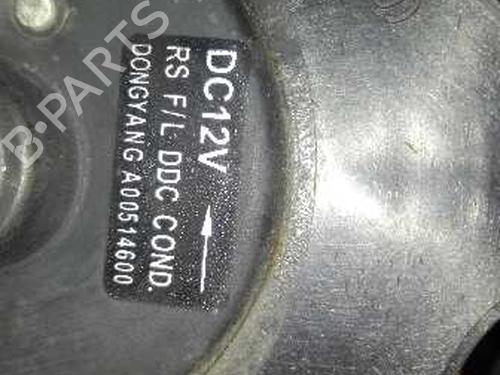 DC12V
RS F/L DDC COND.
DONGYANG A00514600
B-PARTS